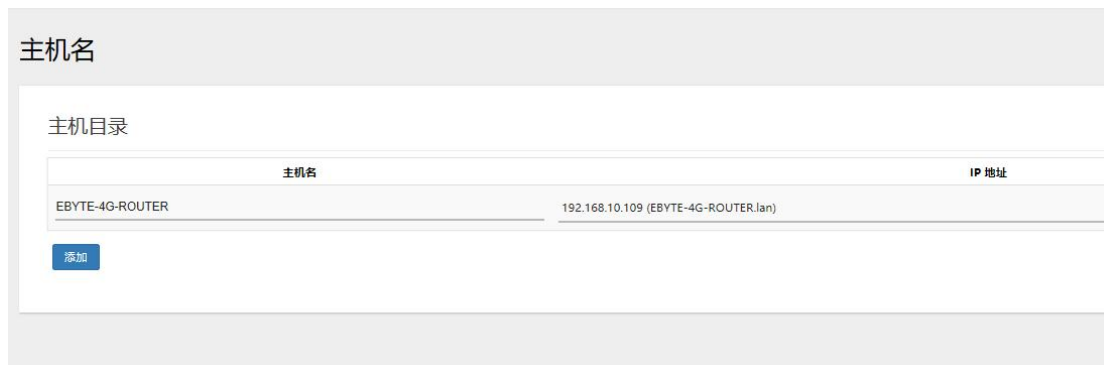 主机名
主机目录
主机名 IP 地址
EBYTE-4G-ROUTER 192.168.10.109 (EBYTE-4G-ROUTER.lan)
添加